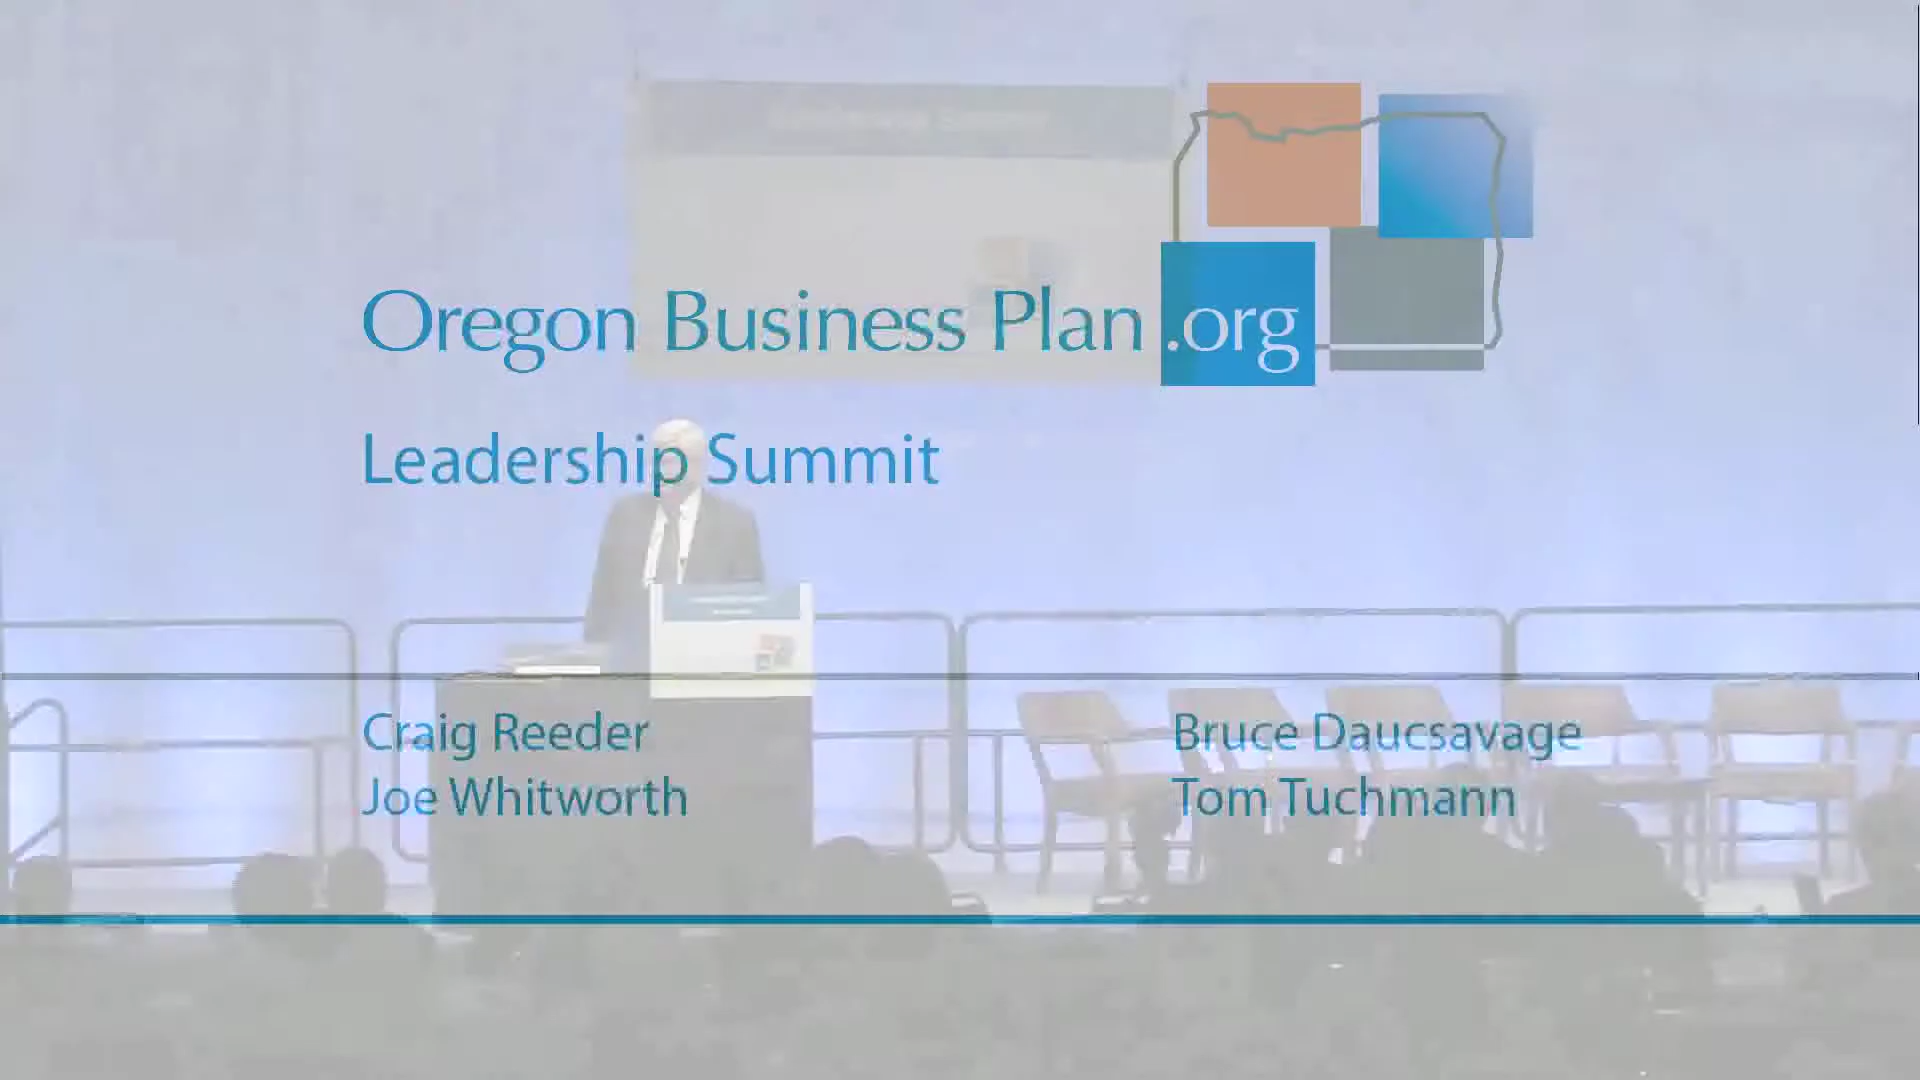 Oregon Business Plan .org
Leadership Summit
Craig Reeder
Bruce Daucsavage
Joe Whitworth
Tom Tuchmann